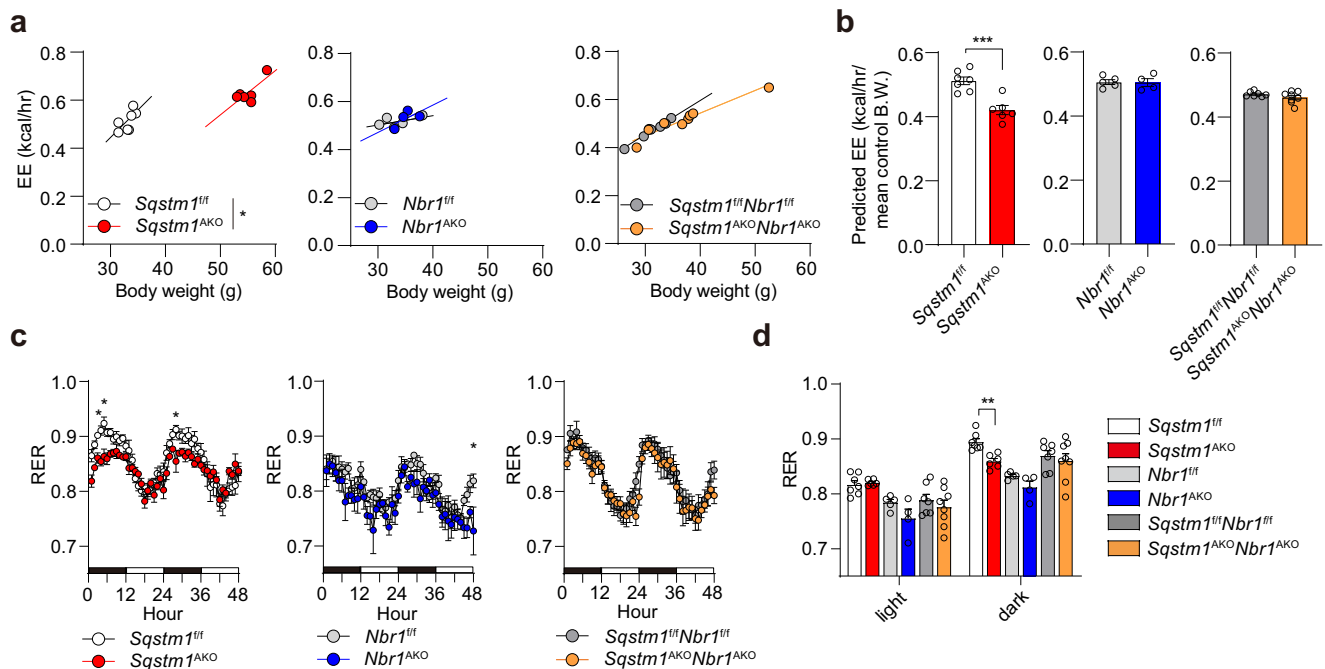 a
EE (kcal/hr)
0.8
0.6
0.4
0.2
0.0
30 40 50 60
Body weight (g)
Sqstm1f/f
Sqstm1AKO
*
0.8
0.6
0.4
0.2
0.0
30 40 50 60
Body weight (g)
Nbr1f/f
Nbr1AKO
0.8
0.6
0.4
0.2
0.0
30 40 50 60
Body weight (g)
Sqstm1f/fNbr1f/f
Sqstm1AKONbr1AKO
b
Predicted EE (kcal/hr/
mean control B.W.)
0.6
0.4
0.2
0.0
***
Sqstm1f/f
Sqstm1AKO
0.6
0.4
0.2
0.0
Nbr1f/f
Nbr1AKO
0.6
0.4
0.2
0.0
Sqstm1f/fNbr1f/f
Sqstm1AKONbr1AKO
c
RER
1.0
0.9
0.8
0.7
* * *
0 12 24 36 48
Hour
Sqstm1f/f
Sqstm1AKO
RER
1.0
0.9
0.8
0.7
*
0 12 24 36 48
Hour
Nbr1f/f
Nbr1AKO
RER
1.0
0.9
0.8
0.7
0 12 24 36 48
Hour
Sqstm1f/fNbr1f/f
Sqstm1AKONbr1AKO
d
RER
1.0
0.9
0.8
0.7
**
light dark
Sqstm1f/f
Sqstm1AKO
Nbr1f/f
Nbr1AKO
Sqstm1f/fNbr1f/f
Sqstm1AKONbr1AKO